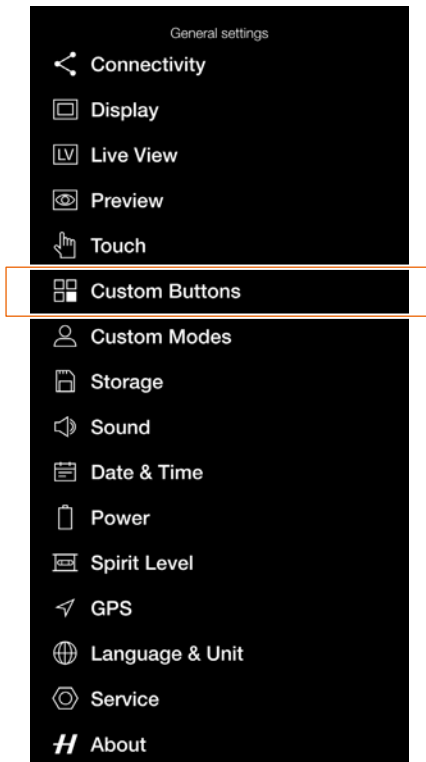 General settings
Connectivity
Display
LV Live View
Preview
Touch
Custom Buttons
Custom Modes
Storage
Sound
Date & Time
Power
Spirit Level
GPS
Language & Unit
Service
H About